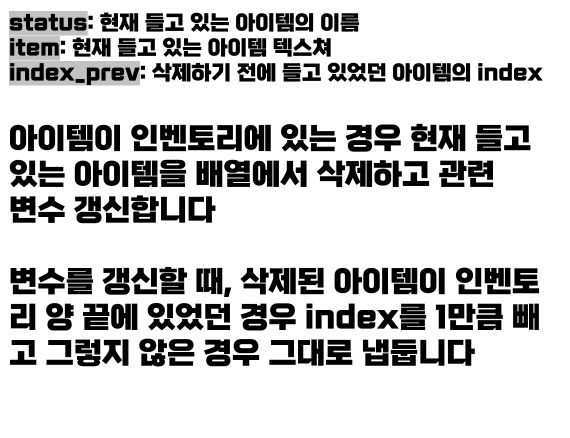 status: 현재 들고 있는 아이템의 이름
item: 현재 들고 있는 아이템 텍스쳐
index_prev: 삭제하기 전에 들고 있었던 아이템의 index
아이템이 인벤토리에 있는 경우 현재 들고
있는 아이템을 배열에서 삭제하고 관련
변수 갱신합니다
변수를 갱신할 때, 삭제된 아이템이 인벤토
리 양 끝에 있었던 경우 index를 1만큼 빼
고 그렇지 않은 경우 그대로 냅둡니다